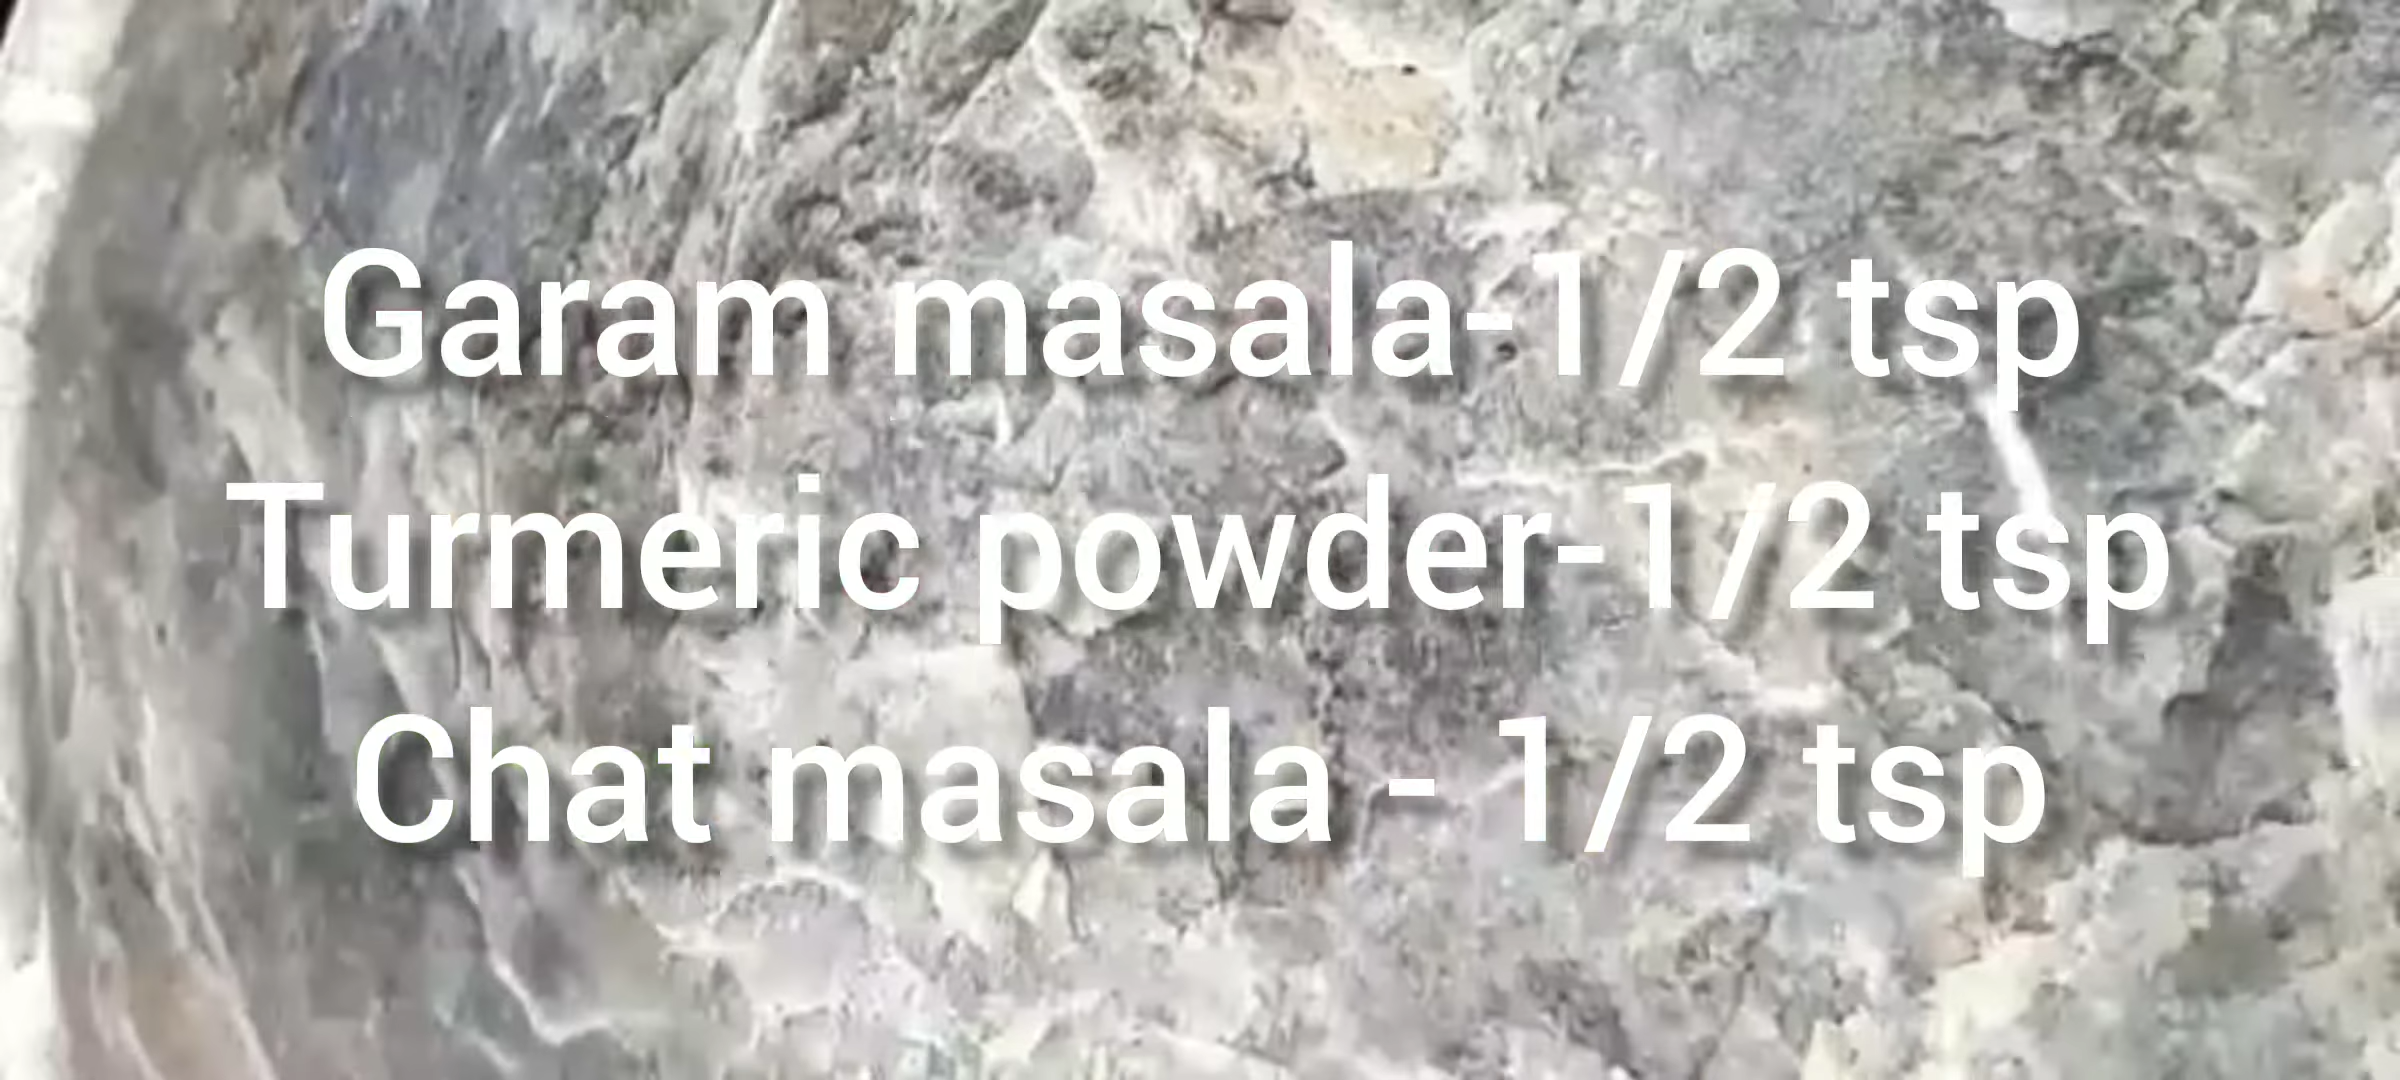 Garam masala-1/2 tsp
Turmeric powder-1/2 tsp
Chat masala - 1/2 tsp